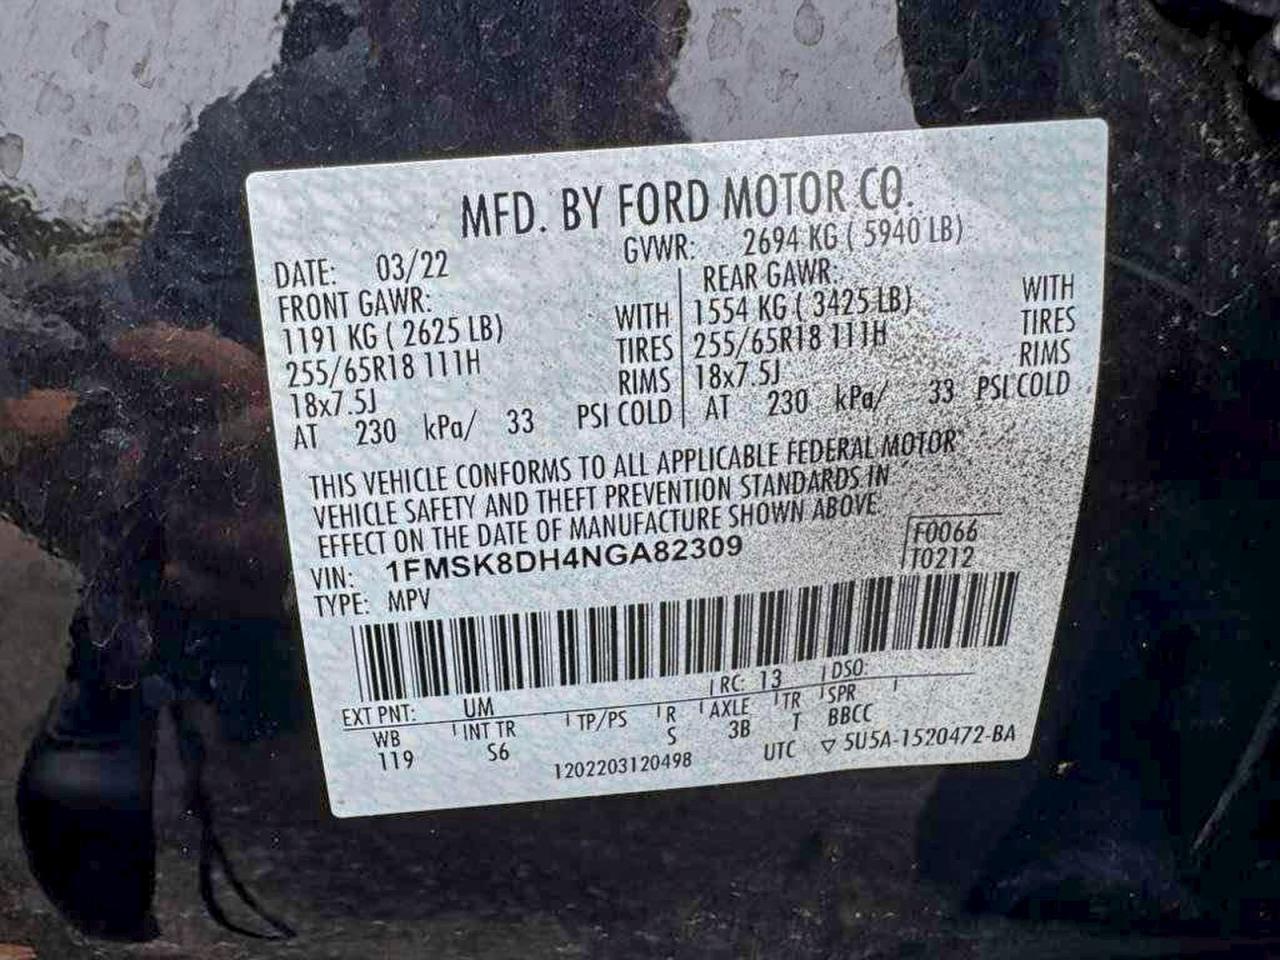 MFD. BY FORD MOTOR CO.
DATE: 03/22 GVWR: 2694 KG ( 5940 LB)
FRONT GAWR: REAR GAWR:
1191 KG ( 2625 LB) WITH 1554 KG ( 3425 LB) WITH
255/65R18 111H TIRES 255/65R18 111H TIRES
18x7.5J RIMS 18x7.5J RIMS
AT 230 kPa/ 33 PSI COLD AT 230 kPa/ 33 PSI COLD
THIS VEHICLE CONFORMS TO ALL APPLICABLE FEDERAL MOTOR
VEHICLE SAFETY AND THEFT PREVENTION STANDARDS IN
EFFECT ON THE DATE OF MANUFACTURE SHOWN ABOVE.
VIN: 1FMSK8DH4NGA82309 F0066
TYPE: MPV T0212
EXT PNT: UM RC: 13 DSO:
WB INT TR TP/PS R AXLE TR SPR
119 S6 S 3B T BBCC
1202203120498 UTC ▽ 5U5A-1520472-BA